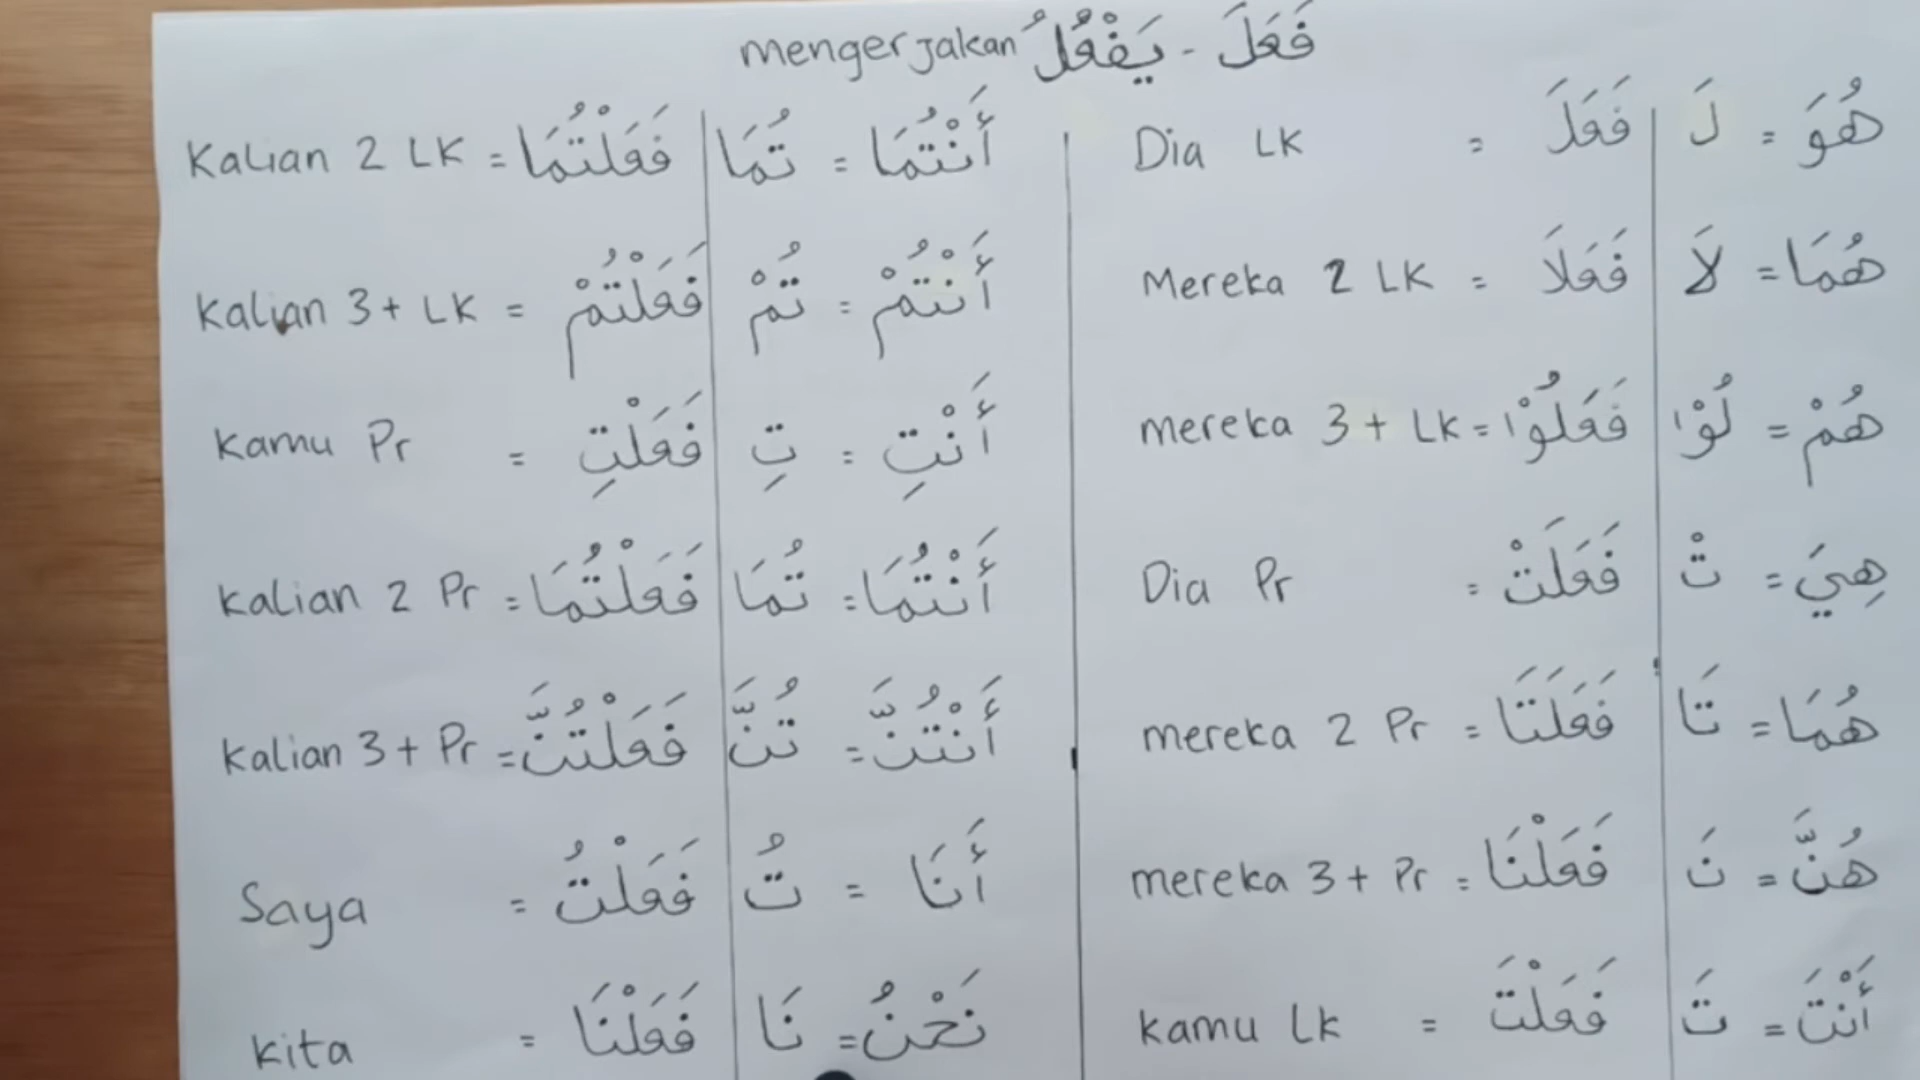 فَعَلَ - يَفْعُلُ mengerjakan
هُوَ = لَ | فَعَلَ = Dia LK
هُمَا = لَا | فَعَلَا = Mereka 2 LK
هُمْ = لُوْا | فَعَلُوْا = mereka 3+ Lk
هِيَ = تْ | فَعَلَتْ = Dia Pr
هُمَا = تَا | فَعَلَتَا = mereka 2 Pr
هُنَّ = نَ | فَعَلْنَا = mereka 3+ Pr
أَنْتَ = تَ | فَعَلْتَ = kamu Lk
أَنْتُمَا = تُمَا | فَعَلْتُمَا = Kalian 2 LK
أَنْتُمْ = تُمْ | فَعَلْتُمْ = Kalian 3+ LK
أَنْتِ = تِ | فَعَلْتِ = Kamu Pr
أَنْتُمَا = تُمَا | فَعَلْتُمَا = Kalian 2 Pr
أَنْتُنَّ = تُنَّ | فَعَلْتُنَّ = Kalian 3+ Pr
أَنَا = تُ | فَعَلْتُ = Saya
نَحْنُ = نَا | فَعَلْنَا = kita